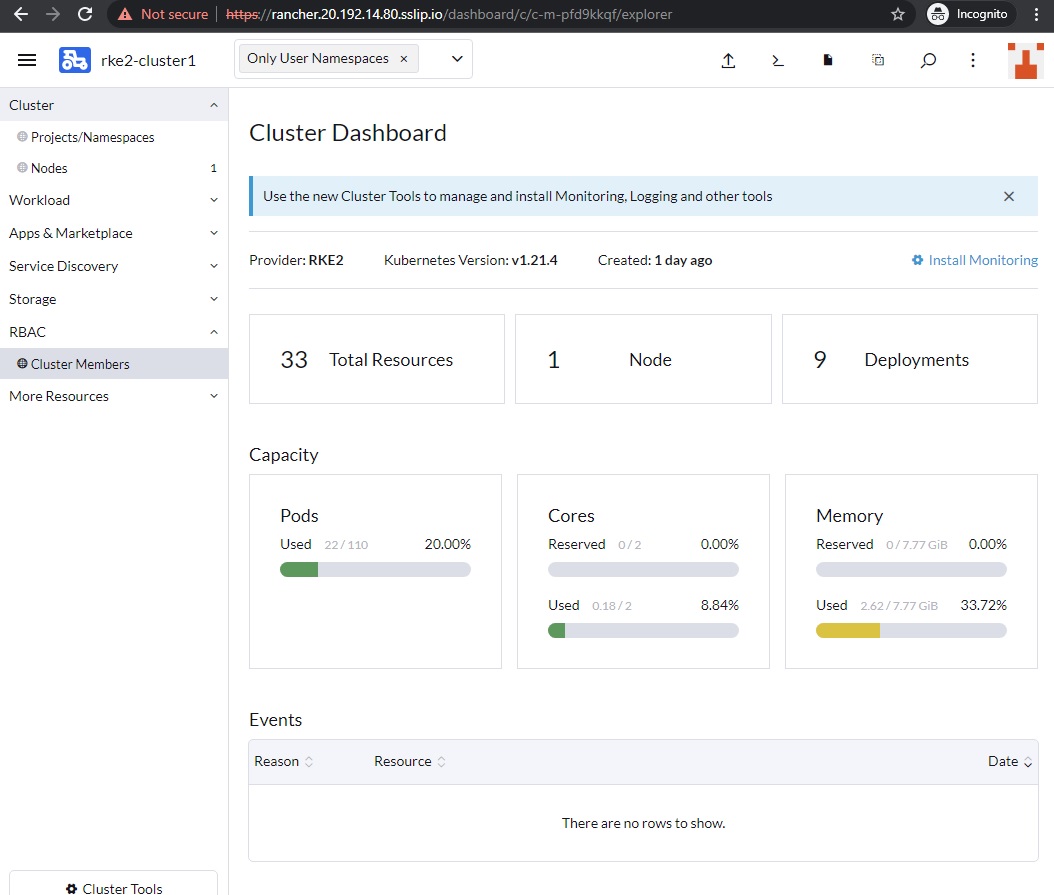 Not secure https://rancher.20.192.14.80.sslip.io/dashboard/c/c-m-pfd9kkqf/explorer Incognito
rke2-cluster1 Only User Namespaces ×
Cluster
Projects/Namespaces
Nodes 1
Workload
Apps & Marketplace
Service Discovery
Storage
RBAC
Cluster Members
More Resources
Cluster Tools
Cluster Dashboard
Use the new Cluster Tools to manage and install Monitoring, Logging and other tools
Provider: RKE2 Kubernetes Version: v1.21.4 Created: 1 day ago Install Monitoring
33 Total Resources 1 Node 9 Deployments
Capacity
Pods
Used 22 / 110 20.00%
Cores
Reserved 0 / 2 0.00%
Used 0.18 / 2 8.84%
Memory
Reserved 0 / 7.77 GiB 0.00%
Used 2.62 / 7.77 GiB 33.72%
Events
Reason Resource Date
There are no rows to show.